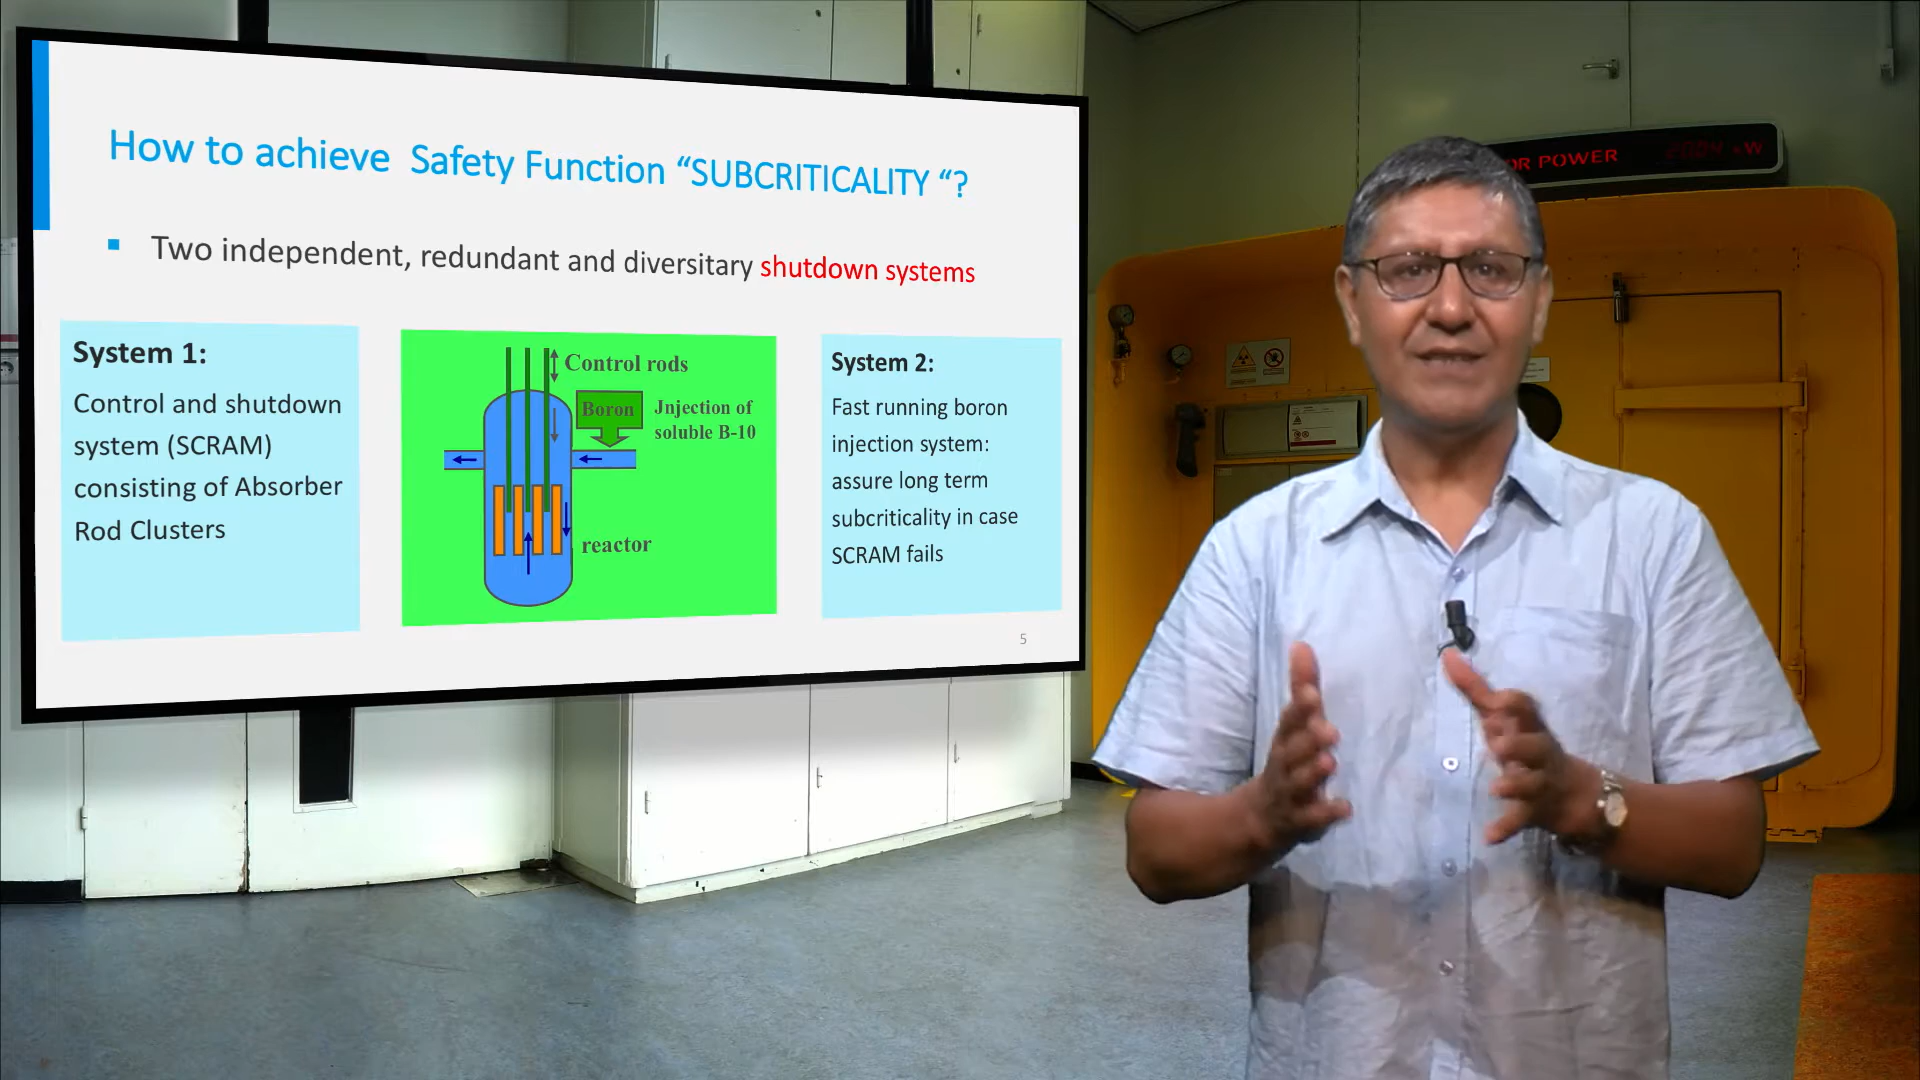 How to achieve  Safety Function “SUBCRITICALITY “?
Two independent, redundant and diversitary shutdown systems
System 1:
Control and shutdown
system (SCRAM)
consisting of Absorber
Rod Clusters
Control rods
Boron
Jnjection of
soluble B-10
reactor
System 2:
Fast running boron
injection system:
assure long term
subcriticality in case
SCRAM fails
5
OR POWER